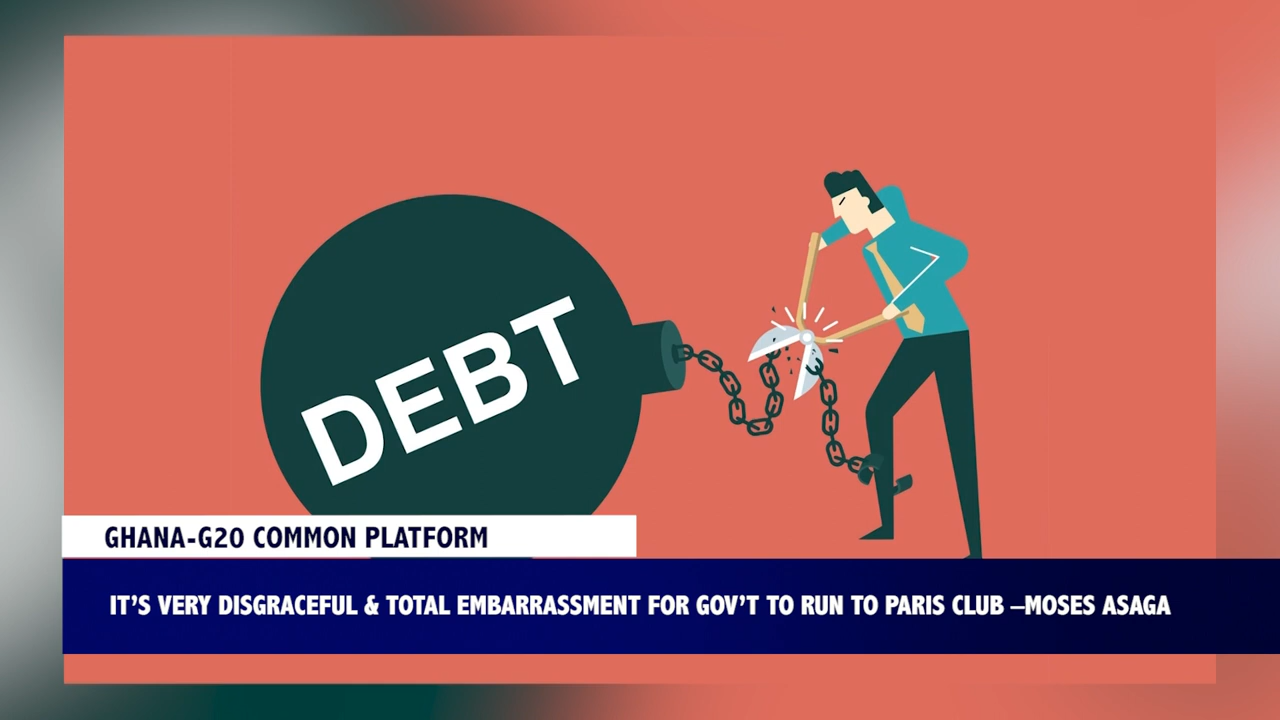 DEBT
GHANA-G20 COMMON PLATFORM
IT'S VERY DISGRACEFUL & TOTAL EMBARRASSMENT FOR GOV'T TO RUN TO PARIS CLUB –MOSES ASAGA